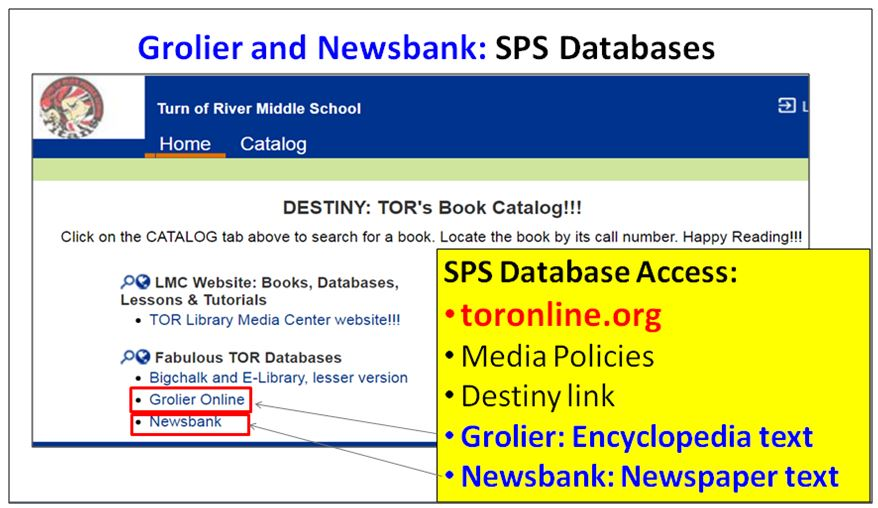 Grolier and Newsbank: SPS Databases
Turn of River Middle School
L
Home Catalog
DESTINY: TOR's Book Catalog!!!
Click on the CATALOG tab above to search for a book. Locate the book by its call number. Happy Reading!!!
LMC Website: Books, Databases,
Lessons & Tutorials
• TOR Library Media Center website!!!
Fabulous TOR Databases
• Bigchalk and E-Library, lesser version
• Grolier Online
• Newsbank
SPS Database Access:
• toronline.org
• Media Policies
• Destiny link
• Grolier: Encyclopedia text
• Newsbank: Newspaper text